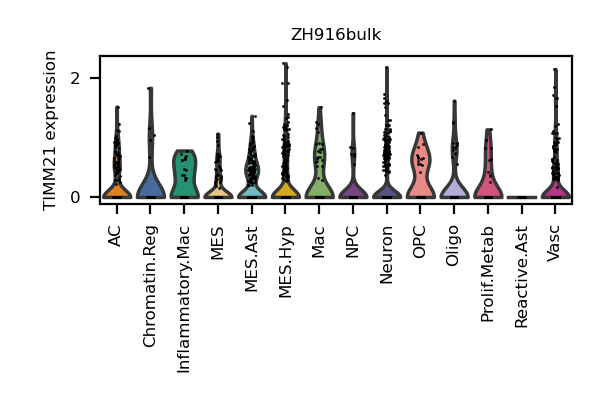 ZH916bulk
TIMM21 expression
2
0
AC
Chromatin.Reg
Inflammatory.Mac
MES
MES.Ast
MES.Hyp
Mac
NPC
Neuron
OPC
Oligo
Prolif.Metab
Reactive.Ast
Vasc